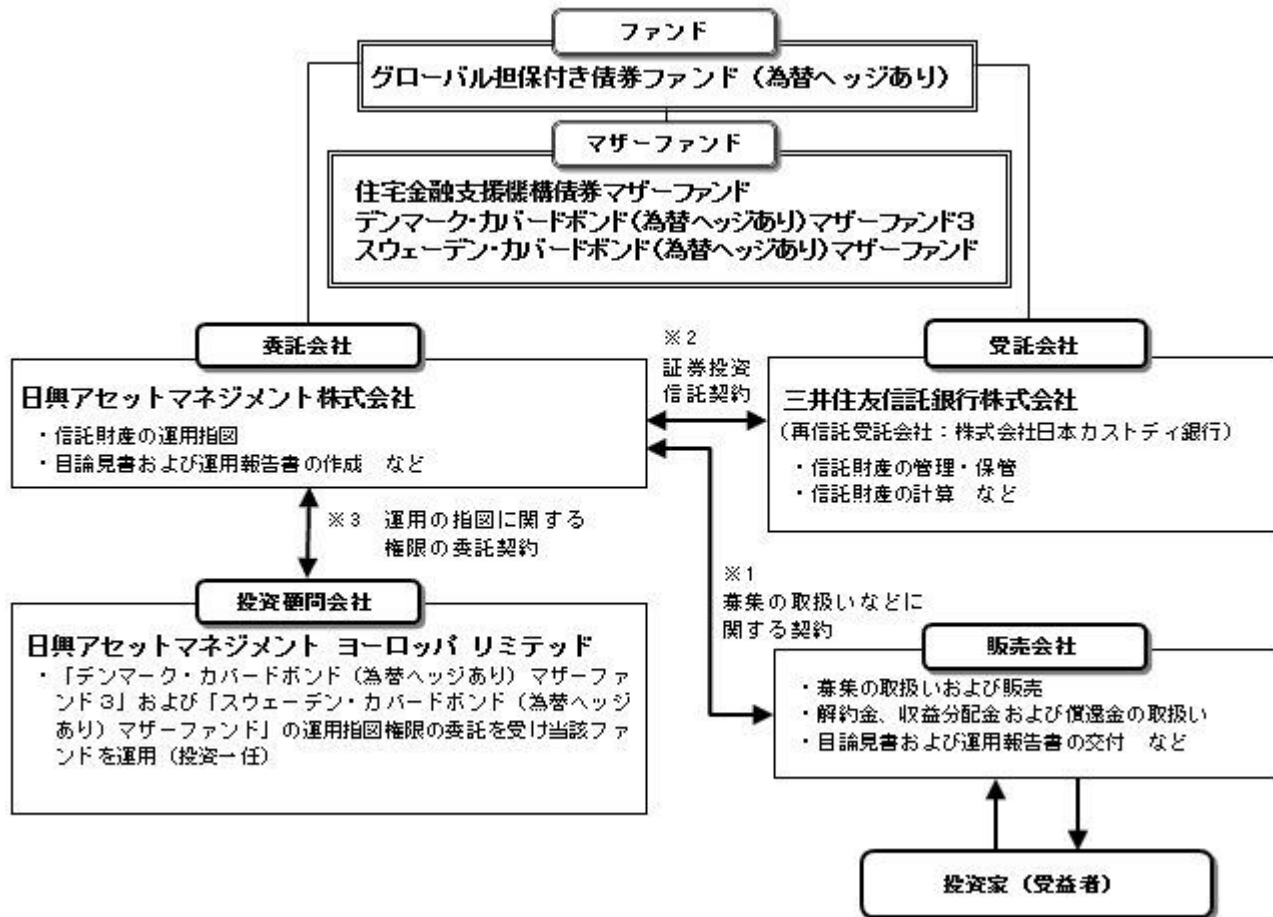 ファンド
グローバル担保付き債券ファンド（為替ヘッジあり）
マザーファンド
住宅金融支援機構債券マザーファンド
デンマーク・カバードボンド（為替ヘッジあり）マザーファンド3
スウェーデン・カバードボンド（為替ヘッジあり）マザーファンド
委託会社
日興アセットマネジメント株式会社
・信託財産の運用指図
・目論見書および運用報告書の作成　など
※2
証券投資
信託契約
受託会社
三井住友信託銀行株式会社
（再信託受託会社：株式会社日本カストディ銀行）
・信託財産の管理・保管
・信託財産の計算　など
※3　運用の指図に関する
権限の委託契約
投資顧問会社
日興アセットマネジメント ヨーロッパ リミテッド
・「デンマーク・カバードボンド（為替ヘッジあり）マザーファ
ンド3」および「スウェーデン・カバードボンド（為替ヘッジ
あり）マザーファンド」の運用指図権限の委託を受け当該ファ
ンドを運用（投資一任）
※1
募集の取扱いなどに
関する契約
販売会社
・募集の取扱いおよび販売
・解約金、収益分配金および償還金の取扱い
・目論見書および運用報告書の交付　など
投資家（受益者）